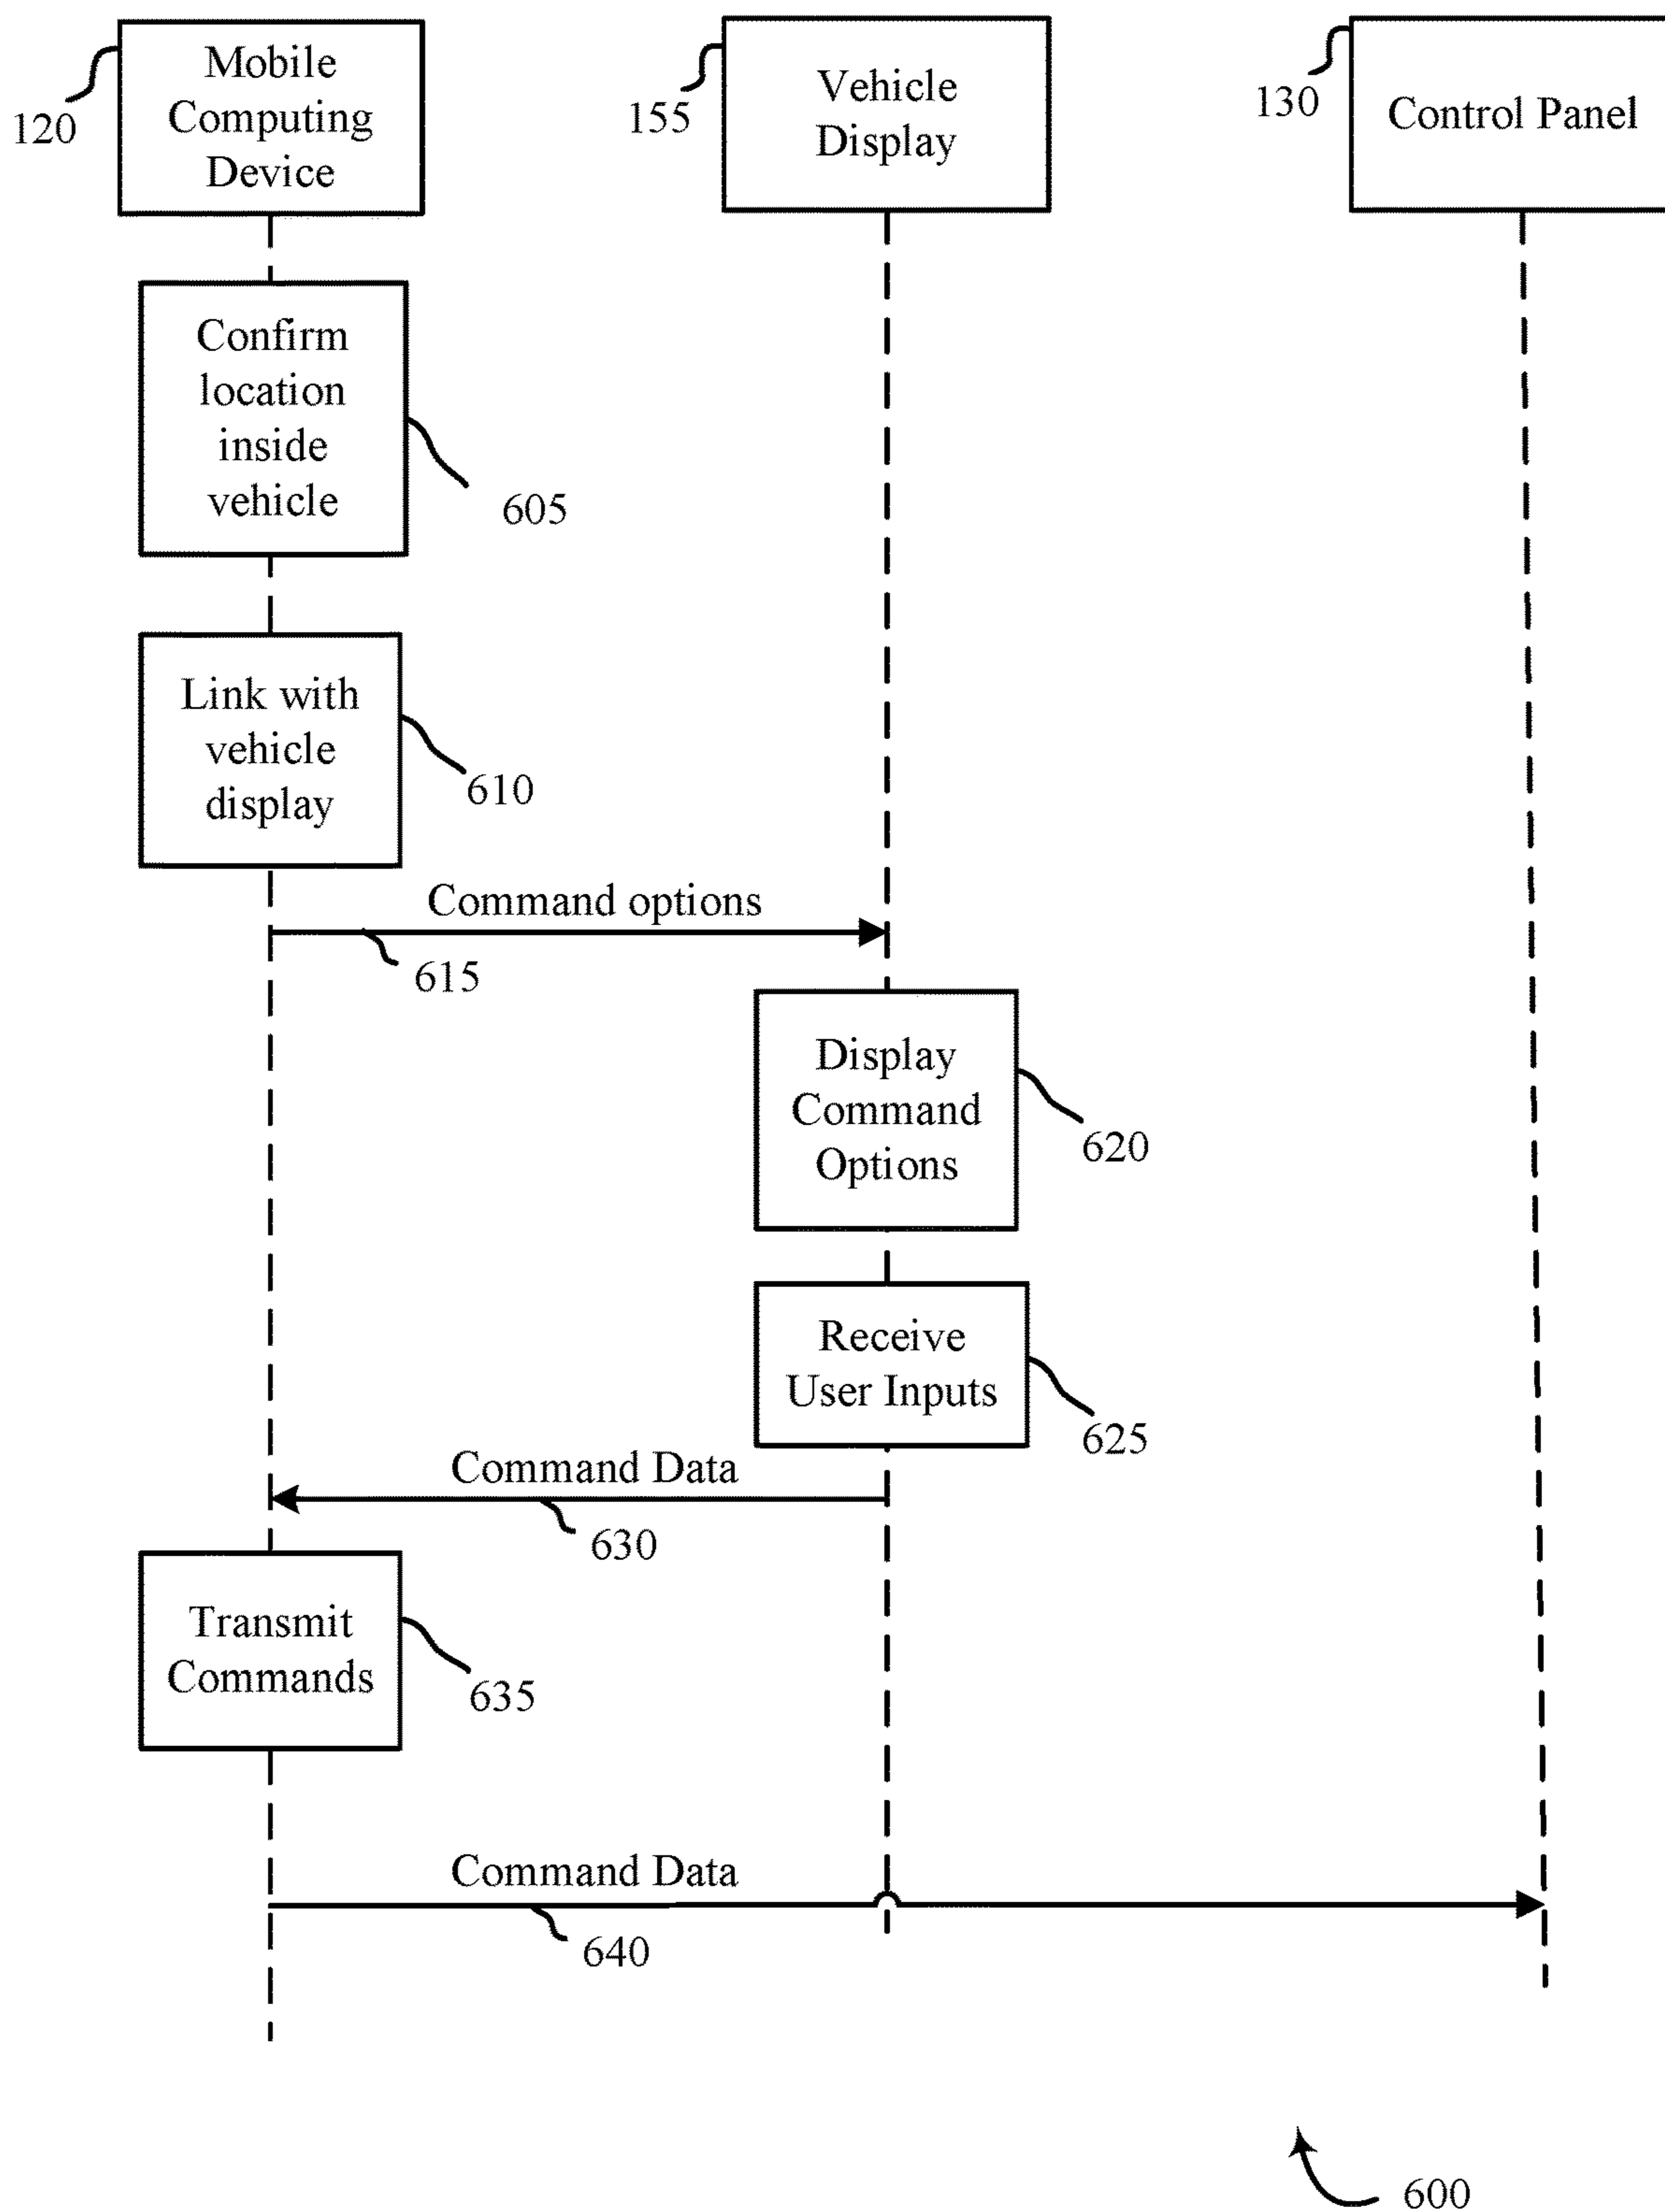 Mobile
Computing
Device
120
Vehicle
Display
155
Control Panel
130
Confirm
location
inside
vehicle
605
Link with
vehicle
display
610
Command options
615
Display
Command
Options
620
Receive
User Inputs
625
Command Data
630
Transmit
Commands
635
Command Data
640
600